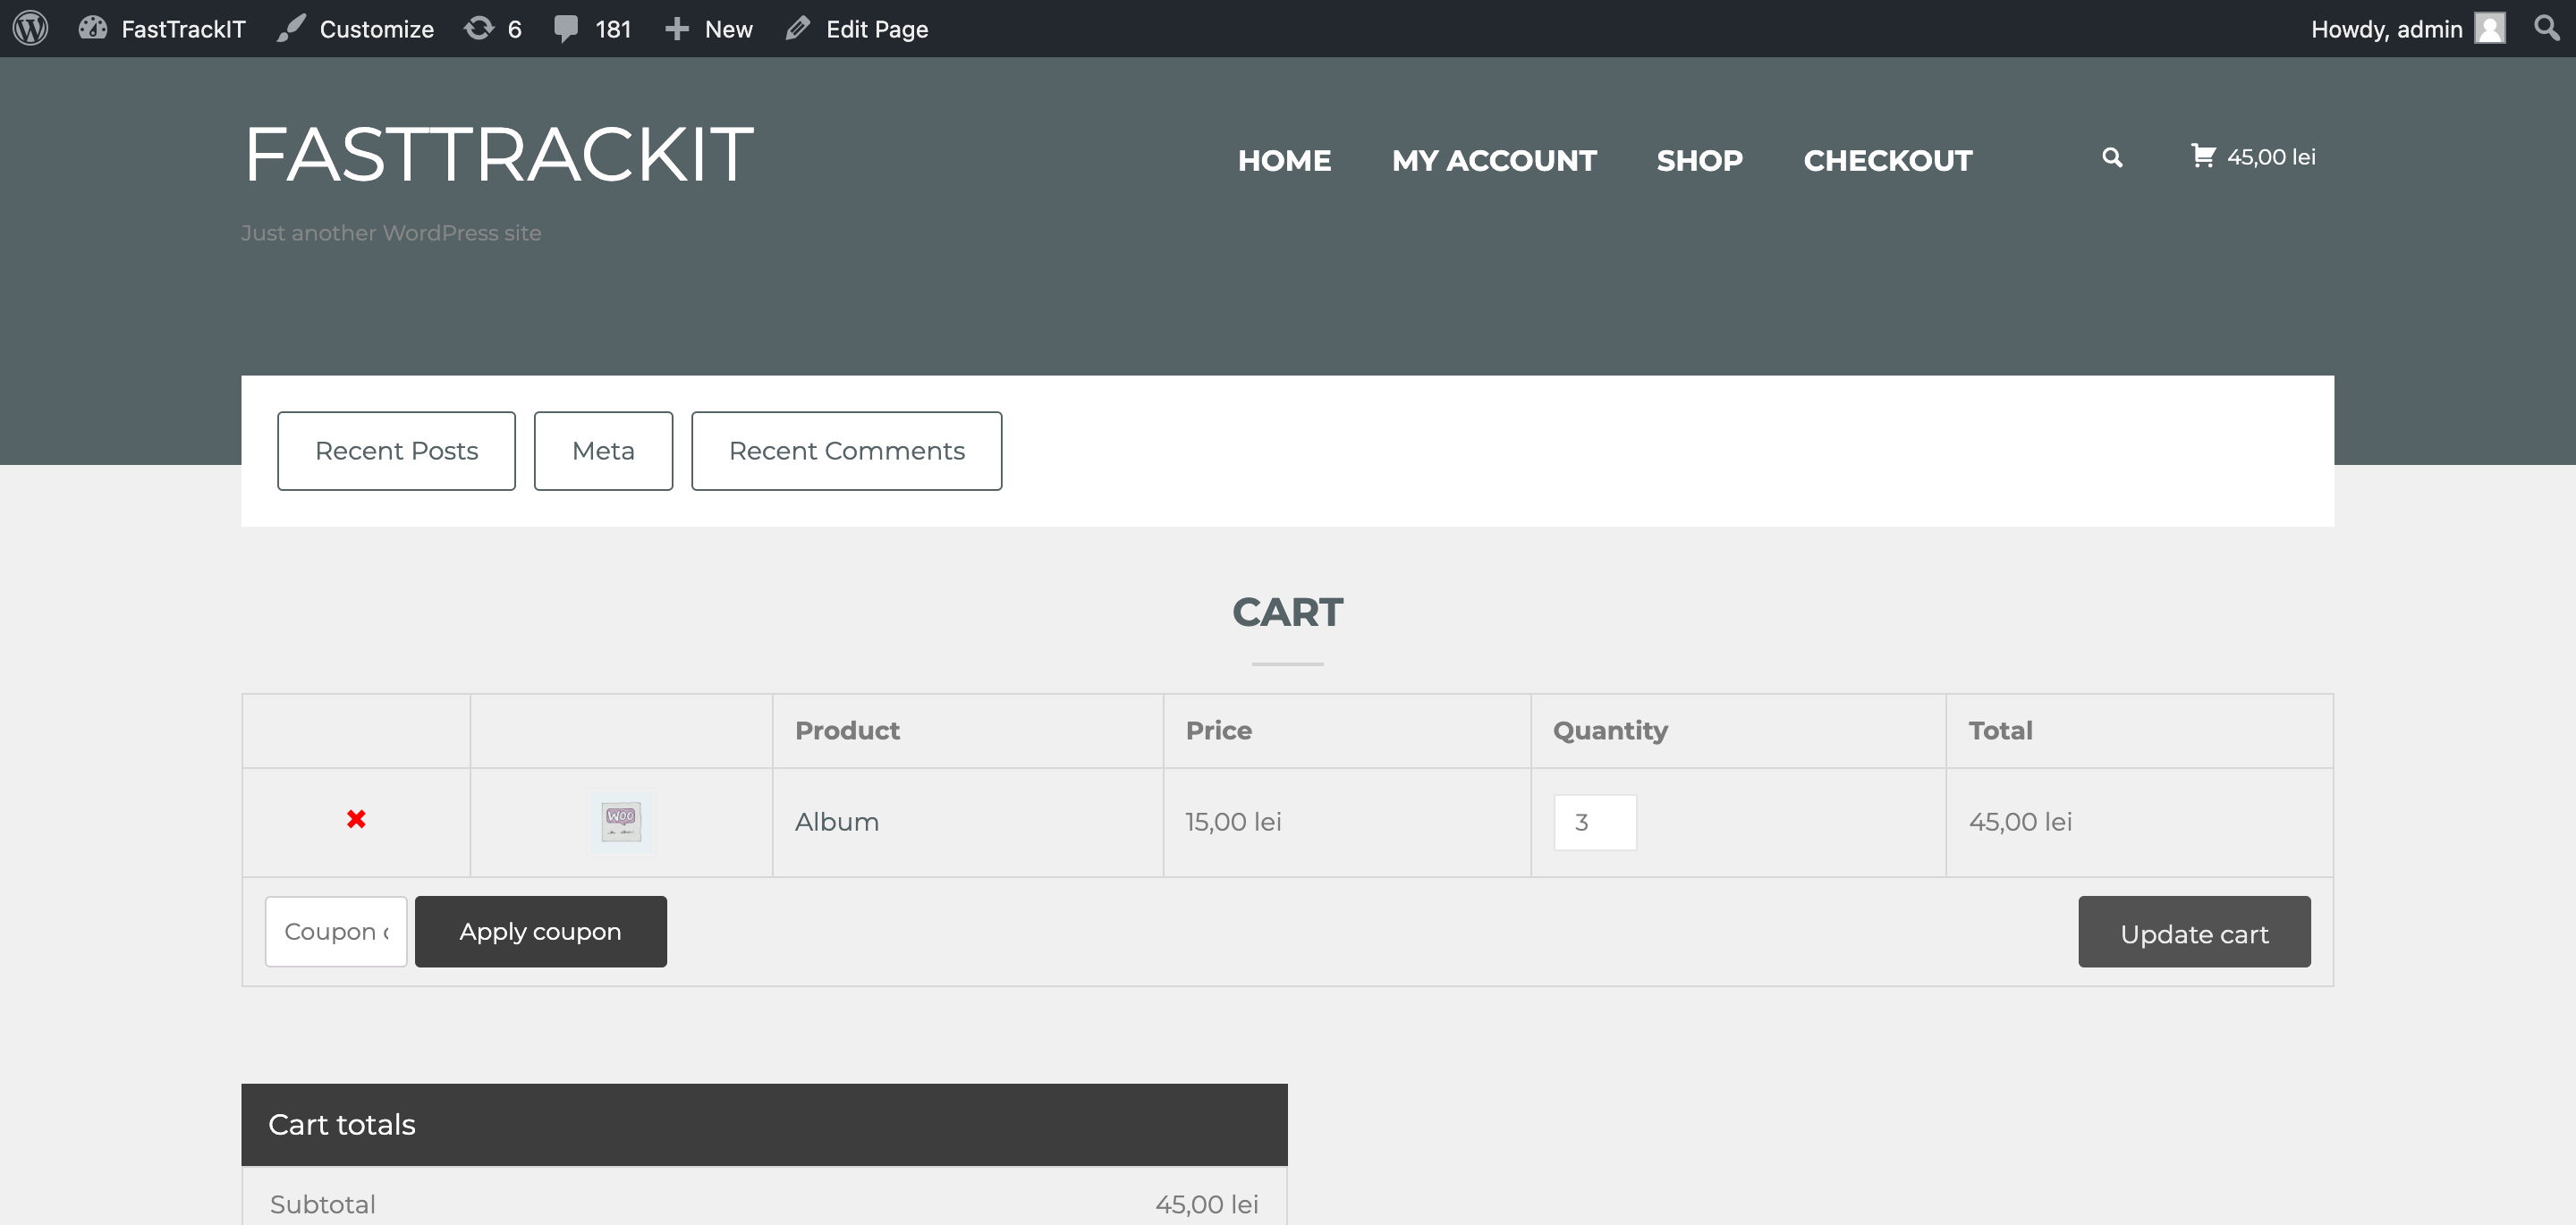 FastTrackIT Customize 6 181 New Edit Page Howdy, admin
FASTTRACKIT
HOME MY ACCOUNT SHOP CHECKOUT 45,00 lei
Just another WordPress site
Recent Posts Meta Recent Comments
CART
Product Price Quantity Total
WOO
Album 15,00 lei 3 45,00 lei
Coupon Apply coupon Update cart
Cart totals
Subtotal 45,00 lei